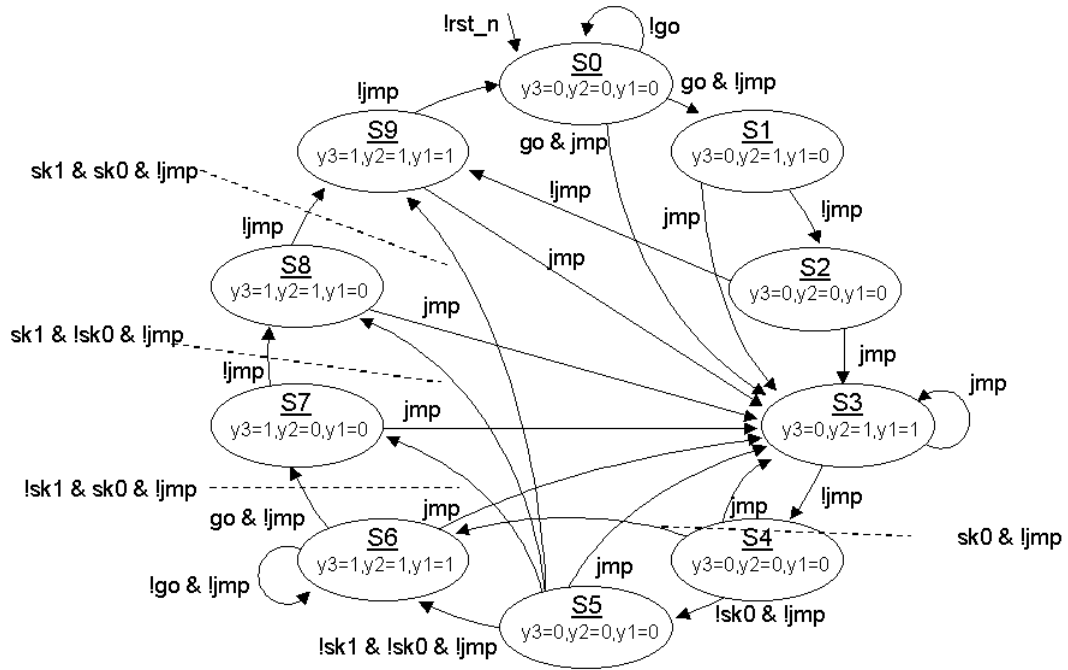 !rst_n
!go
S0
y3=0,y2=0,y1=0
go & !jmp
!jmp
S9
y3=1,y2=1,y1=1
go & jmp
S1
y3=0,y2=1,y1=0
sk1 & sk0 & !jmp
!jmp
jmp
!jmp
!jmp
jmp
S8
y3=1,y2=1,y1=0
S2
y3=0,y2=0,y1=0
jmp
sk1 & !sk0 & !jmp
jmp
!jmp
S7
y3=1,y2=0,y1=0
jmp
S3
y3=0,y2=1,y1=1
jmp
!sk1 & sk0 & !jmp
!jmp
go & !jmp
jmp
jmp
S6
y3=1,y2=1,y1=1
S4
y3=0,y2=0,y1=0
sk0 & !jmp
!go & !jmp
jmp
S5
y3=0,y2=0,y1=0
!sk0 & !jmp
!sk1 & !sk0 & !jmp